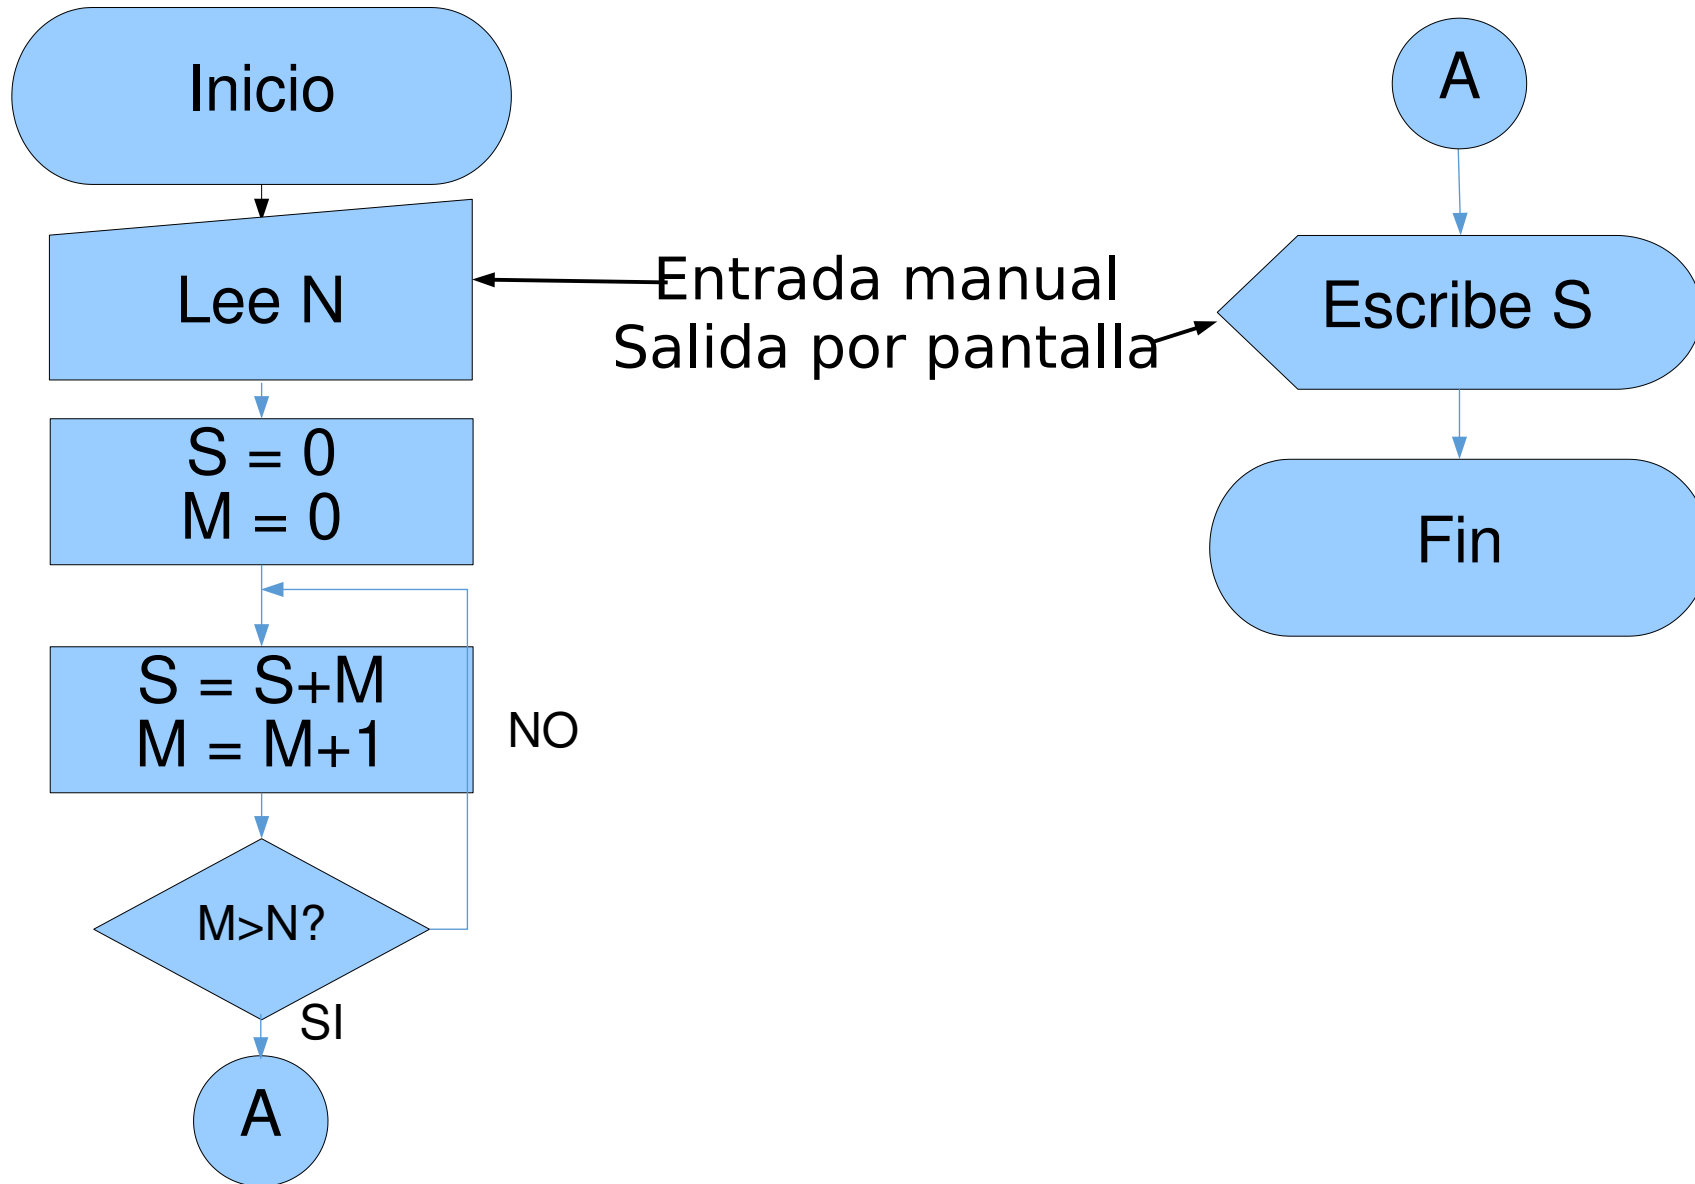 Inicio
Lee N
S = 0
M = 0
S = S+M
M = M+1
NO
M>N?
SI
A
Entrada manual
Salida por pantalla
A
Escribe S
Fin